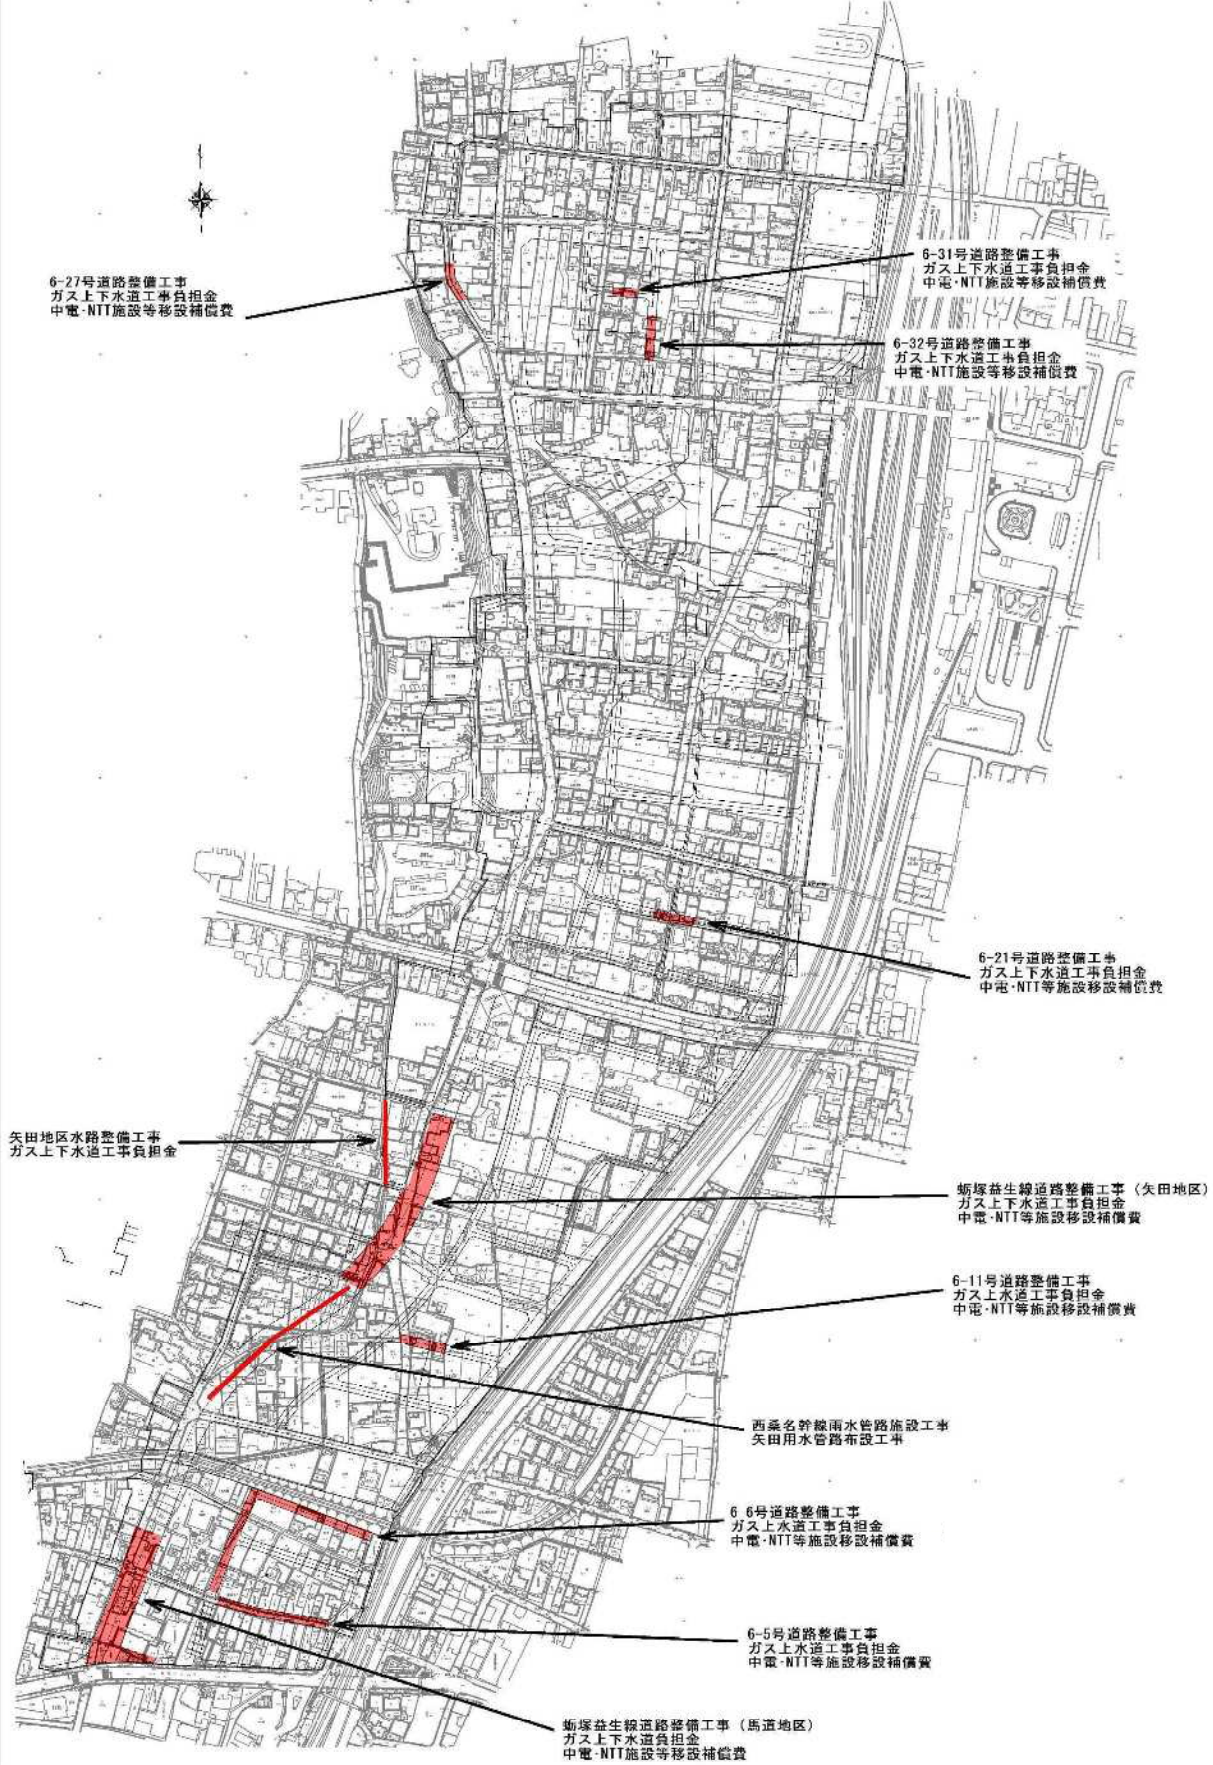 6-31号道路整備工事
ガス上下水道工事負担金
中電・NTT施設等移設補償費
6-27号道路整備工事
ガス上下水道工事負担金
中電・NTT施設等移設補償費
6-32号道路整備工事
ガス上下水道工事負担金
中電・NTT施設等移設補償費
6-21号道路整備工事
ガス上下水道工事負担金
中電・NTT等施設移設補償費
矢田地区水路整備工事
ガス上下水道工事負担金
蛎塚益生線道路整備工事（矢田地区）
ガス上下水道工事負担金
中電・NTT等施設移設補償費
6-11号道路整備工事
ガス上水道工事負担金
中電・NTT等施設移設補償費
西桑名幹線雨水管路施設工事
矢田用水管路布設工事
6 6号道路整備工事
ガス上水道工事負担金
中電・NTT等施設移設補償費
6-5号道路整備工事
ガス上水道工事負担金
中電・NTT等施設移設補償費
蛎塚益生線道路整備工事（馬道地区）
ガス上下水道負担金
中電・NTT施設等移設補償費